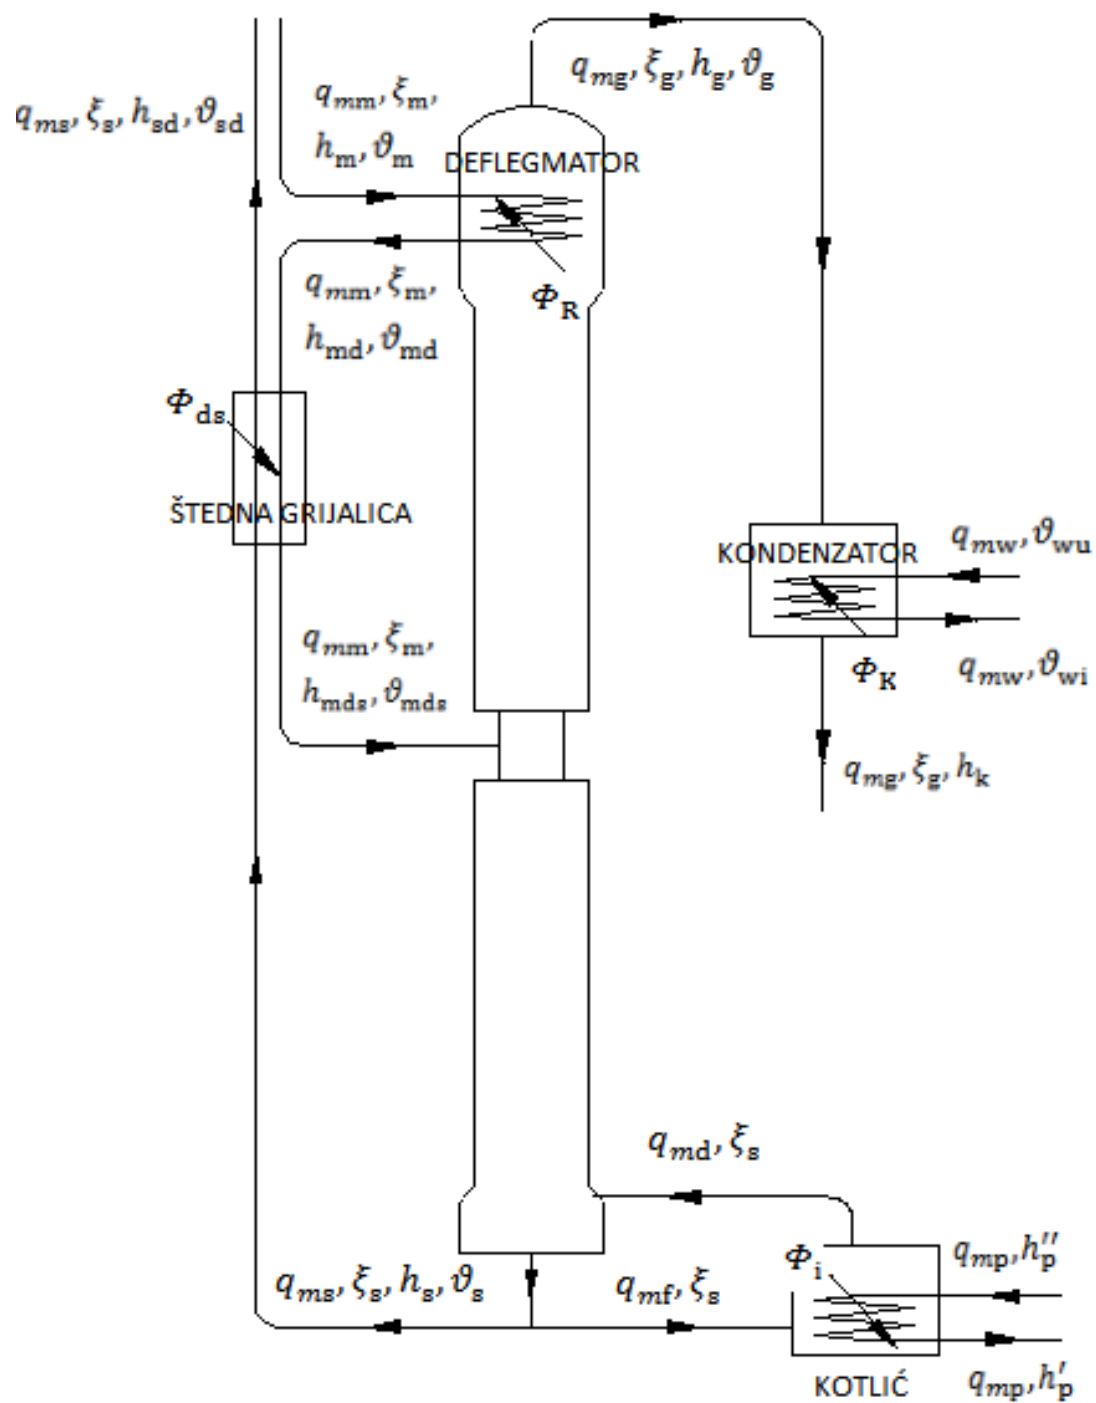 q_mg, ξ_g, h_g, ϑ_g
q_mm, ξ_m,
q_ms, ξ_s, h_sd, ϑ_sd
h_m, ϑ_m
DEFLEGMATOR
q_mm, ξ_m,
Φ_R
h_md, ϑ_md
Φ_ds
ŠTEDNA GRIJALICA
KONDENZATOR
q_mw, ϑ_wu
q_mm, ξ_m,
Φ_K
q_mw, ϑ_wi
h_mds, ϑ_mds
q_mg, ξ_g, h_k
q_md, ξ_s
q_mp, h_p''
Φ_i
q_ms, ξ_s, h_s, ϑ_s
q_mf, ξ_s
KOTLIĆ
q_mp, h_p'